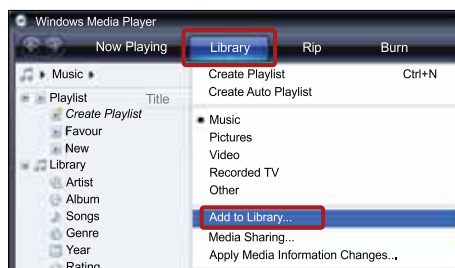 Windows Media Player
Now Playing Library Rip Burn
Music
Playlist Title
Create Playlist
Favour
New
Library
Artist
Album
Songs
Genre
Year
Rating
Create Playlist Ctrl+N
Create Auto Playlist
Music
Pictures
Video
Recorded TV
Other
Add to Library...
Media Sharing...
Apply Media Information Changes...